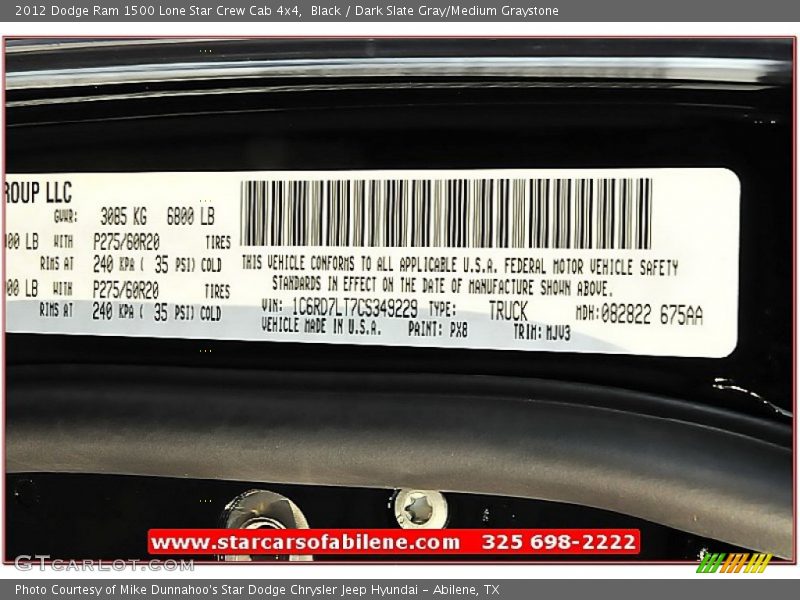 2012 Dodge Ram 1500 Lone Star Crew Cab 4x4,  Black / Dark Slate Gray/Medium Graystone
ROUP LLC
GVWR: 3085 KG 6800 LB
00 LB WITH P275/60R20 TIRES
RIMS AT 240 KPA ( 35 PSI) COLD
00 LB WITH P275/60R20 TIRES
RIMS AT 240 KPA ( 35 PSI) COLD
THIS VEHICLE CONFORMS TO ALL APPLICABLE U.S.A. FEDERAL MOTOR VEHICLE SAFETY
STANDARDS IN EFFECT ON THE DATE OF MANUFACTURE SHOWN ABOVE.
VIN: 1C6RD7LT7CS349229 TYPE: TRUCK MDH:082822 675AA
VEHICLE MADE IN U.S.A. PAINT: PX8 TRIM: MJV3
www.starcarsofabilene.com 325 698-2222
GTcarlot.com
Photo Courtesy of Mike Dunnahoo's Star Dodge Chrysler Jeep Hyundai - Abilene, TX